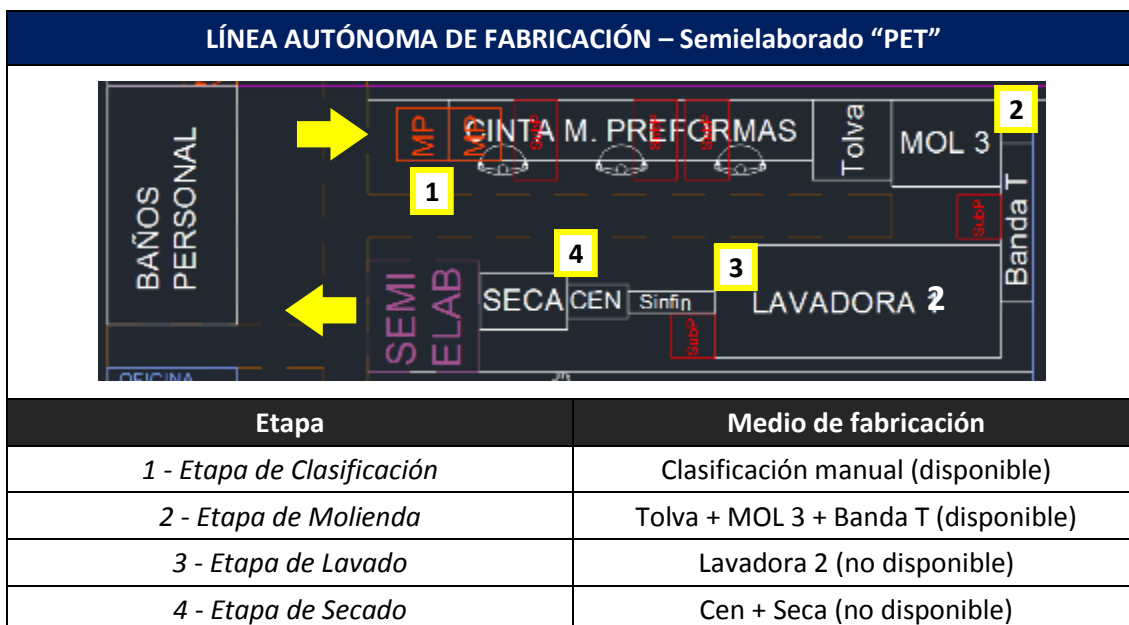 LÍNEA AUTÓNOMA DE FABRICACIÓN – Semielaborado “PET”
BAÑOS
PERSONAL
MP
MP
CINTA M. PREFORMAS
SubP
SubP
SubP
Tolva
MOL 3
2
1
SubP
Banda T
SEMI
ELAB
SECA
4
CEN
Sinfin
3
SubP
LAVADORA 2
OFICINA
Etapa
Medio de fabricación
1 - Etapa de Clasificación
Clasificación manual (disponible)
2 - Etapa de Molienda
Tolva + MOL 3 + Banda T (disponible)
3 - Etapa de Lavado
Lavadora 2 (no disponible)
4 - Etapa de Secado
Cen + Seca (no disponible)